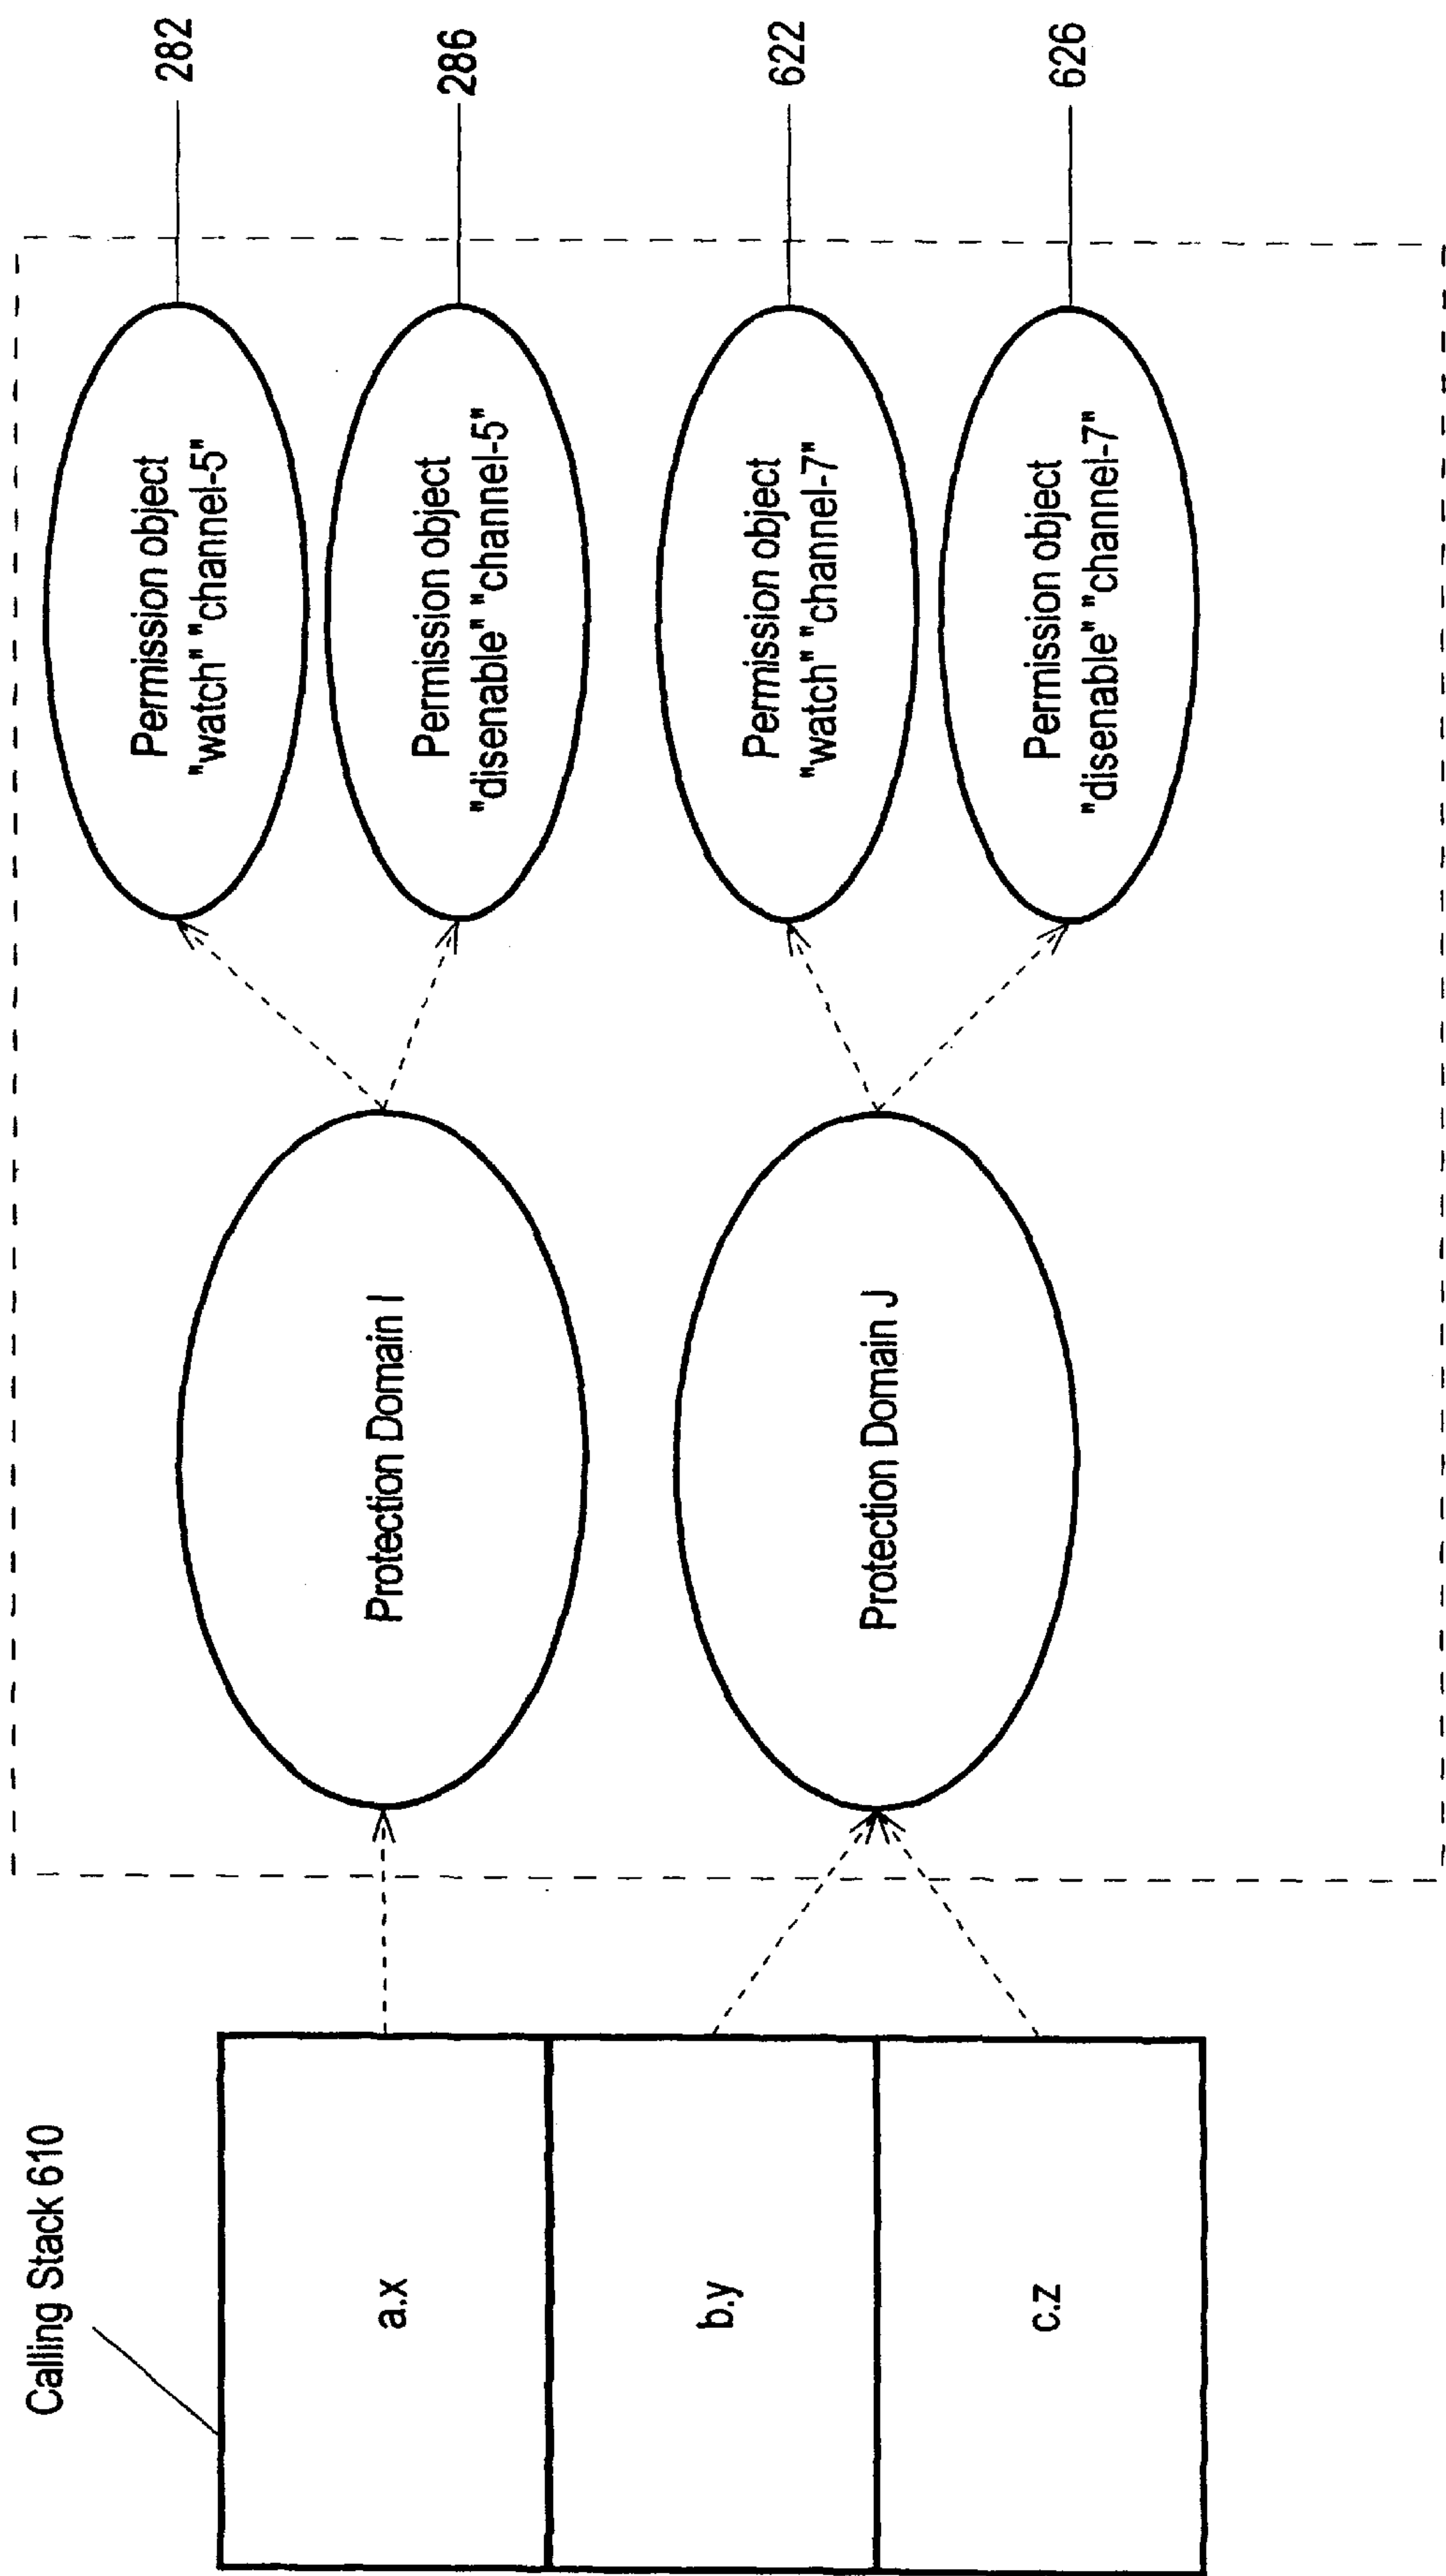 Calling Stack 610
a.x
b.y
c.z
Protection Domain I
Protection Domain J
Permission object
"watch" "channel-5"
282
Permission object
"disenable" "channel-5"
286
Permission object
"watch" "channel-7"
622
Permission object
"disenable" "channel-7"
626